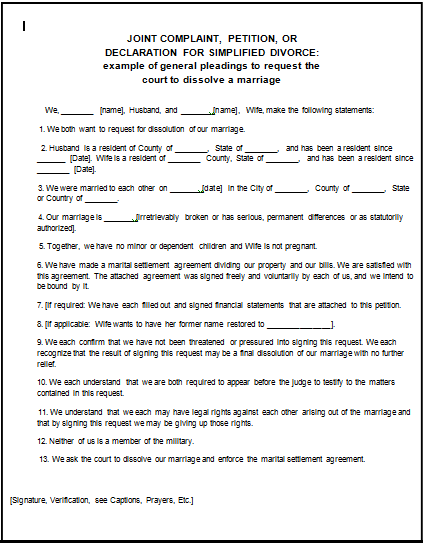 JOINT COMPLAINT, PETITION, OR
DECLARATION FOR SIMPLIFIED DIVORCE:
example of general pleadings to request the
court to dissolve a marriage
We, _______ [name], Husband, and _______, [name], Wife, make the following statements:
1. We both want to request for dissolution of our marriage.
2. Husband is a resident of County of _______, State of _______, and has been a resident since
______ [Date]. Wife is a resident of _______ County, State of _______, and has been a resident since
_______ [Date].
3. We were married to each other on _______, [date] in the City of _______, County of _______, State
or Country of _______.
4. Our marriage is _______, [irretrievably broken or has serious, permanent differences or as statutorily
authorized].
5. Together, we have no minor or dependent children and Wife is not pregnant.
6. We have made a marital settlement agreement dividing our property and our bills. We are satisfied with
this agreement. The attached agreement was signed freely and voluntarily by each of us, and we intend to
be bound by it.
7. [If required: We have each filled out and signed financial statements that are attached to this petition.
8. [If applicable: Wife wants to have her former name restored to ______________].
9. We each confirm that we have not been threatened or pressured into signing this request. We each
recognize that the result of signing this request may be a final dissolution of our marriage with no further
relief.
10. We each understand that we are both required to appear before the judge to testify to the matters
contained in this request.
11. We understand that we each may have legal rights against each other arising out of the marriage and
that by signing this request we may be giving up those rights.
12. Neither of us is a member of the military.
13. We ask the court to dissolve our marriage and enforce the marital settlement agreement.
[Signature, Verification, see Captions, Prayers, Etc.]